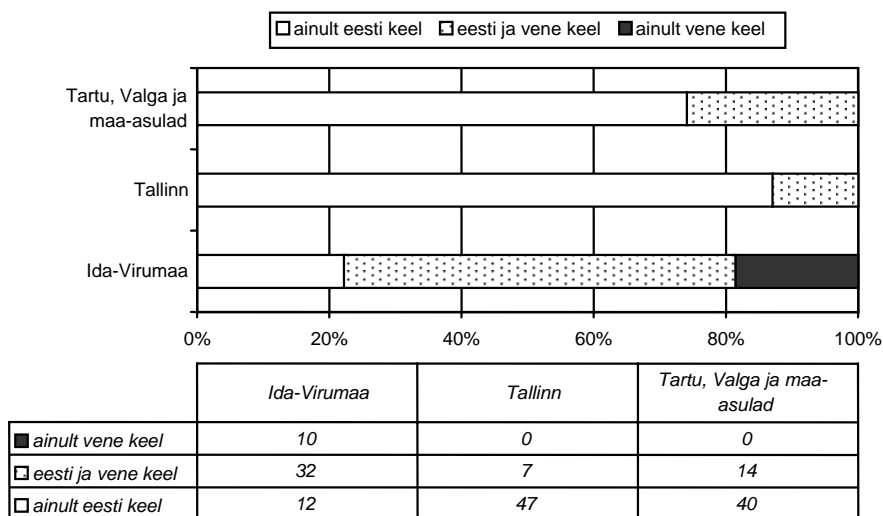 ainult eesti keel eesti ja vene keel ainult vene keel
Tartu, Valga ja
maa-asulad
Tallinn
Ida-Virumaa
0% 20% 40% 60% 80% 100%
Ida-Virumaa Tallinn Tartu, Valga ja maa-
asulad
ainult vene keel 10 0 0
eesti ja vene keel 32 7 14
ainult eesti keel 12 47 40